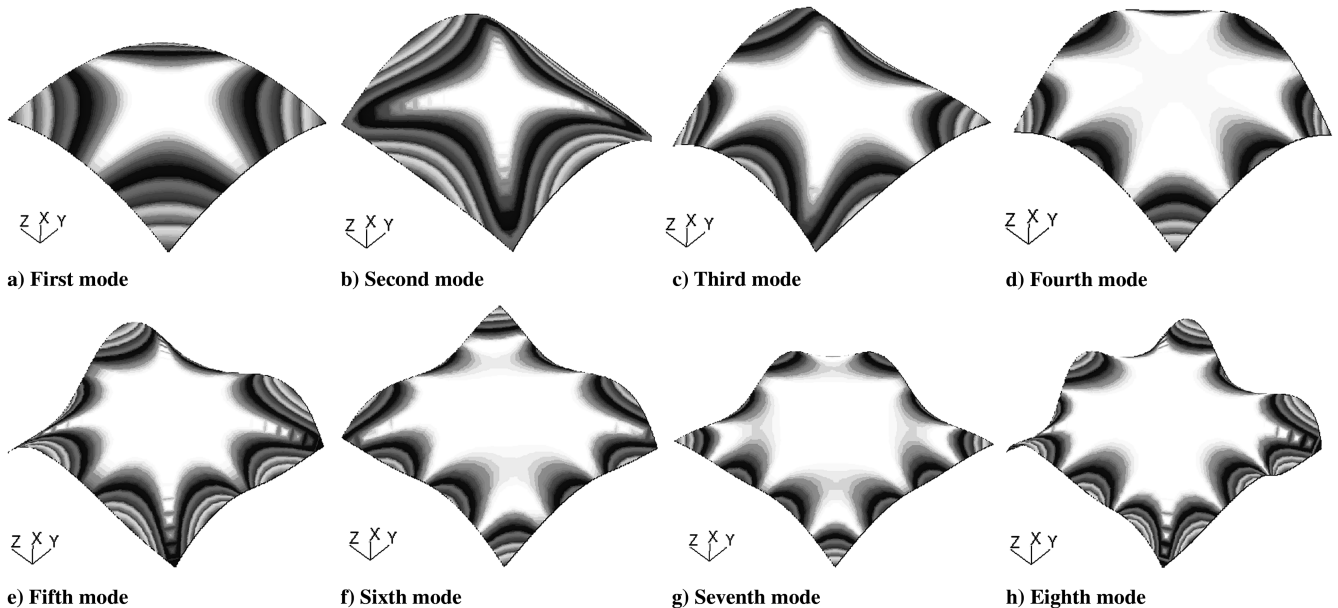 Z X Y
Z X Y
Z X Y
Z X Y
a) First mode
b) Second mode
c) Third mode
d) Fourth mode
Z X Y
Z X Y
Z X Y
Z X Y
e) Fifth mode
f) Sixth mode
g) Seventh mode
h) Eighth mode